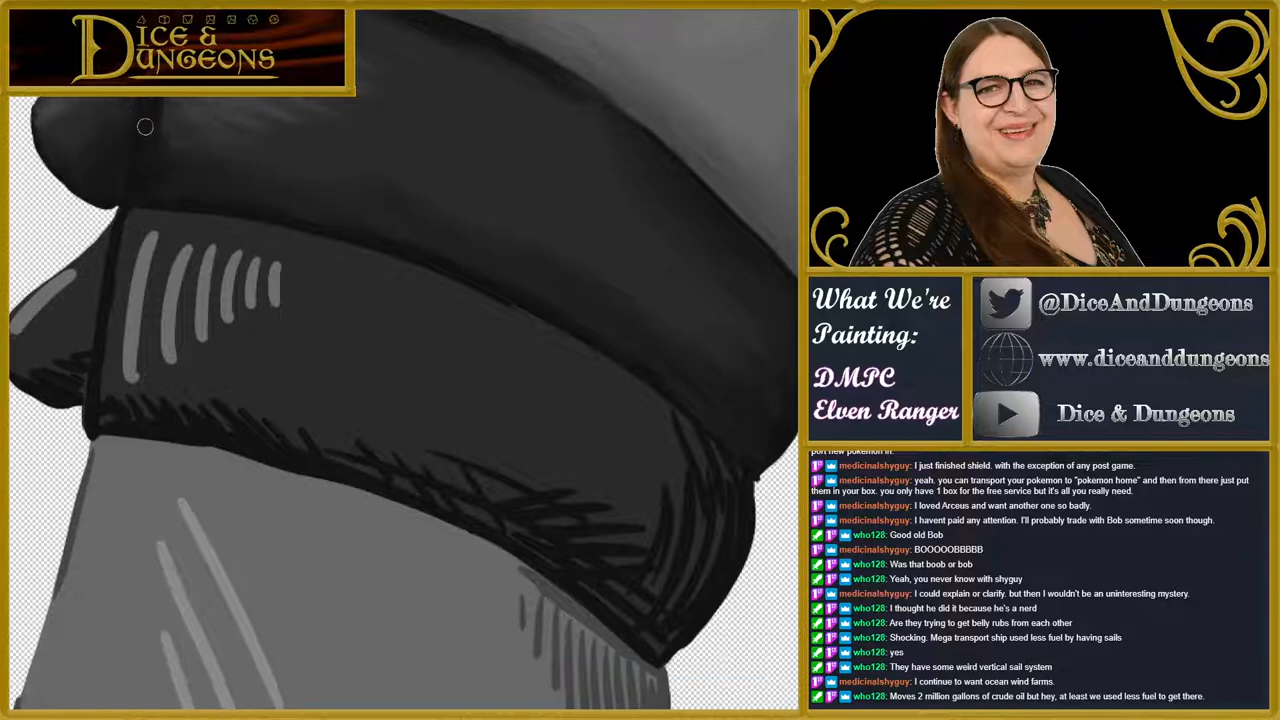 DICE &
DUNGEONS
What We're
Painting:
DMPC
Elven Ranger
@DiceAndDungeons
www.diceanddungeons
Dice & Dungeons
port new pokemon in.
medicinalshyguy: I just finished shield. with the exception of any post game.
medicinalshyguy: yeah. you can transport your pokemon to "pokemon home" and then from there just put
them in your box. you only have 1 box for the free service but it's all you really need.
medicinalshyguy: I loved Arceus and want another one so badly.
medicinalshyguy: I havent paid any attention. I'll probably trade with Bob sometime soon though.
who128: Good old Bob
medicinalshyguy: BOOOOOBBBBB
who128: Was that boob or bob
who128: Yeah, you never know with shyguy
medicinalshyguy: I could explain or clarify. but then I wouldn't be an uninteresting mystery.
who128: I thought he did it because he's a nerd
who128: Are they trying to get belly rubs from each other
who128: Shocking. Mega transport ship used less fuel by having sails
who128: yes
who128: They have some weird vertical sail system
medicinalshyguy: I continue to want ocean wind farms.
who128: Moves 2 million gallons of crude oil but hey, at least we used less fuel to get there.